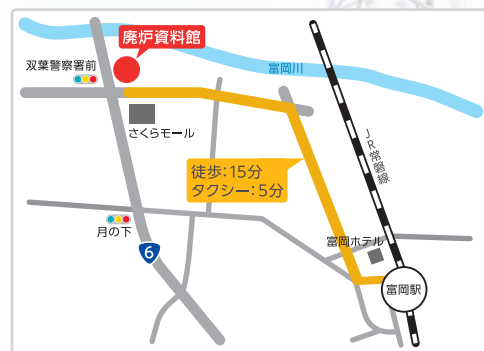 廃炉資料館
双葉警察署前
富岡川
さくらモール
JR常磐線
徒歩:15分
タクシー:5分
月の下
富岡ホテル
6
富岡駅